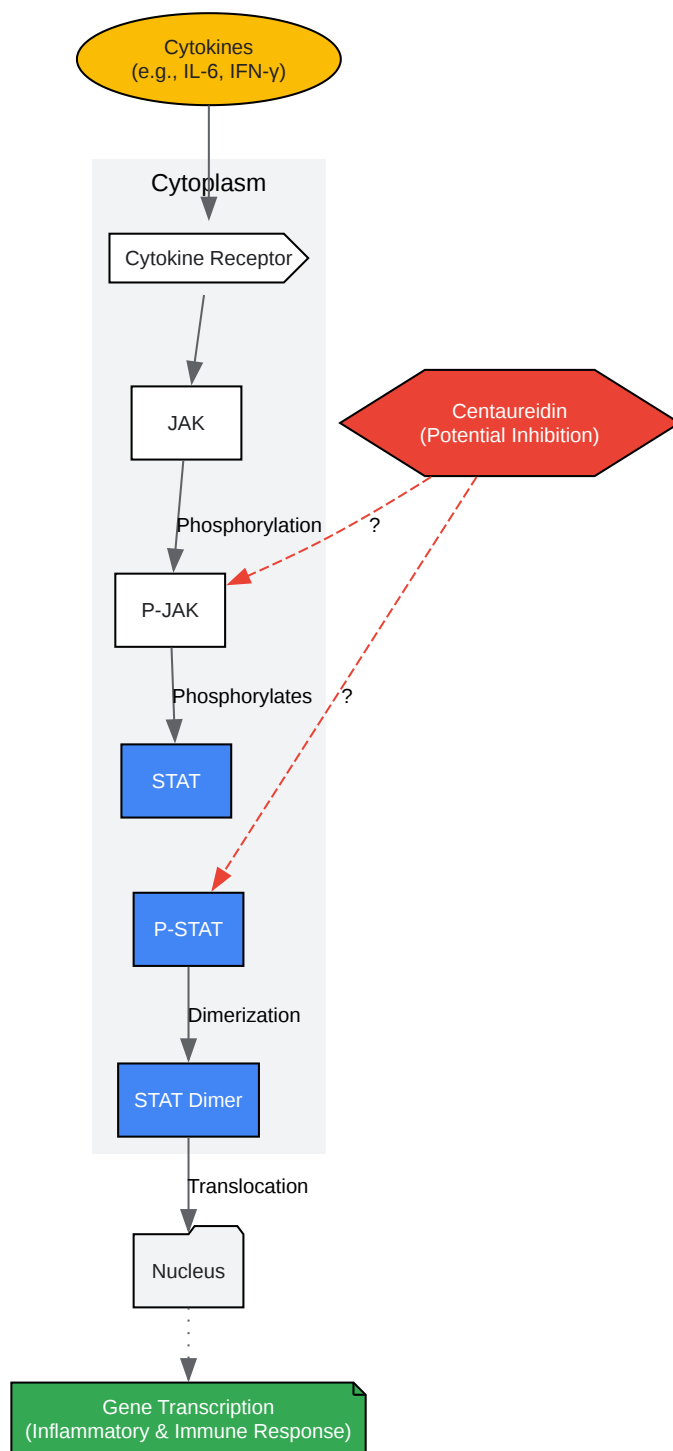 Cytokines
(e.g., IL-6, IFN-γ)
Cytoplasm
Cytokine Receptor
JAK
Centaureidin
(Potential Inhibition)
Phosphorylation
?
P-JAK
Phosphorylates
?
STAT
P-STAT
Dimerization
STAT Dimer
Translocation
Nucleus
Gene Transcription
(Inflammatory & Immune Response)